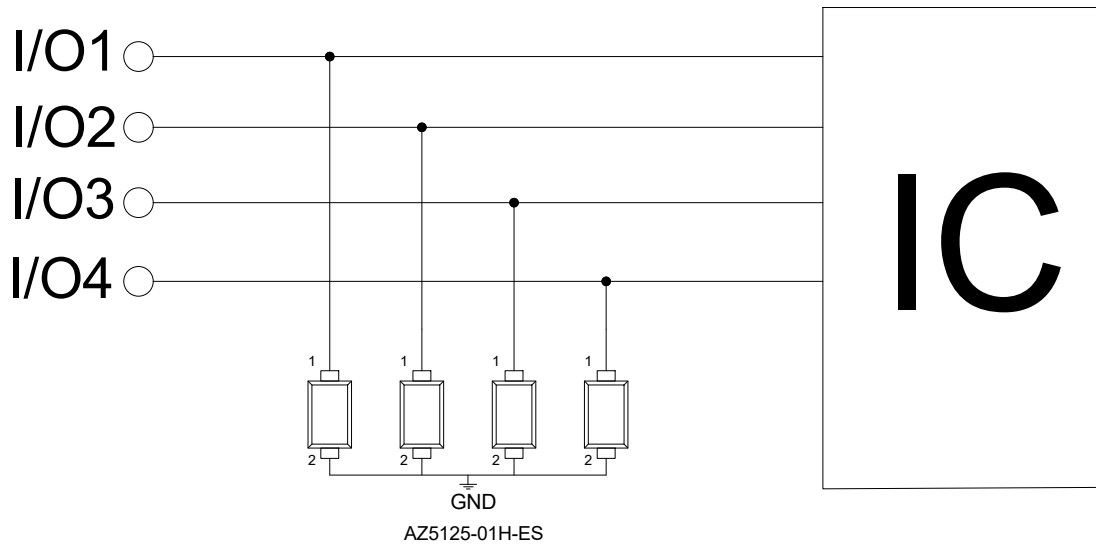 I/O1
I/O2
I/O3
I/O4
IC
1 1 1 1
2 2 2 2
GND
AZ5125-01H-ES